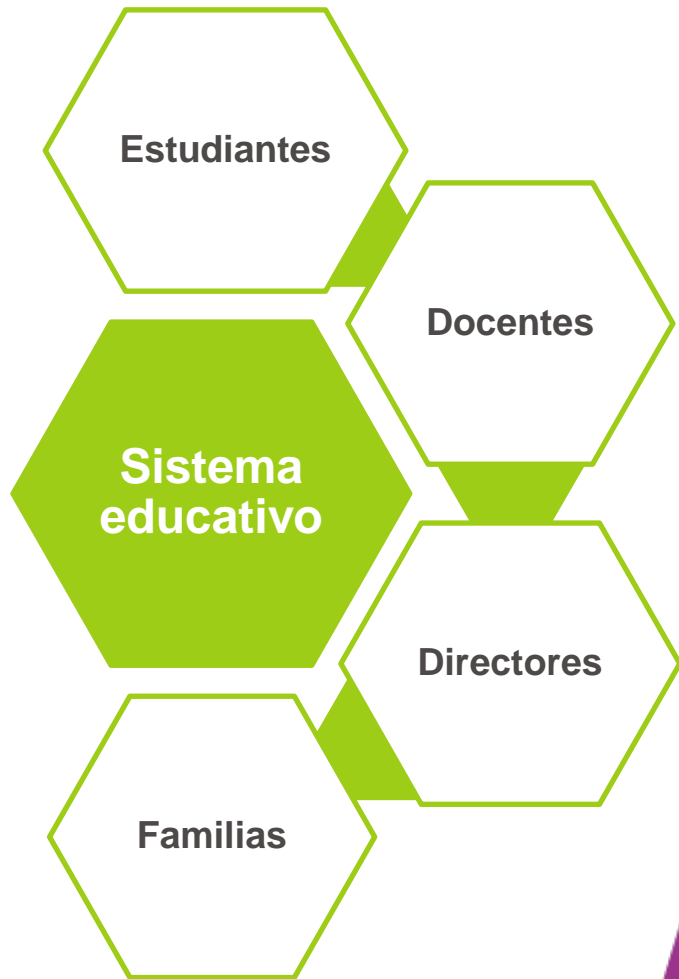 Estudiantes
Docentes
Sistema
educativo
Directores
Familias